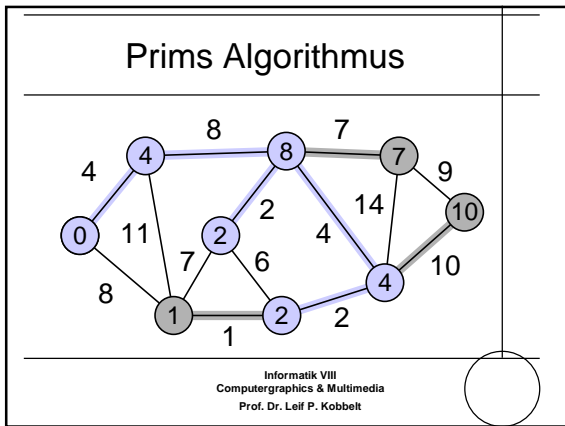 Prims Algorithmus
8 7
4 8 7
4 9
2 14 10
0 11 2 4
7 6 4 10
8
1 2 2
1
Informatik VIII
Computergraphics & Multimedia
Prof. Dr. Leif P. Kobbelt